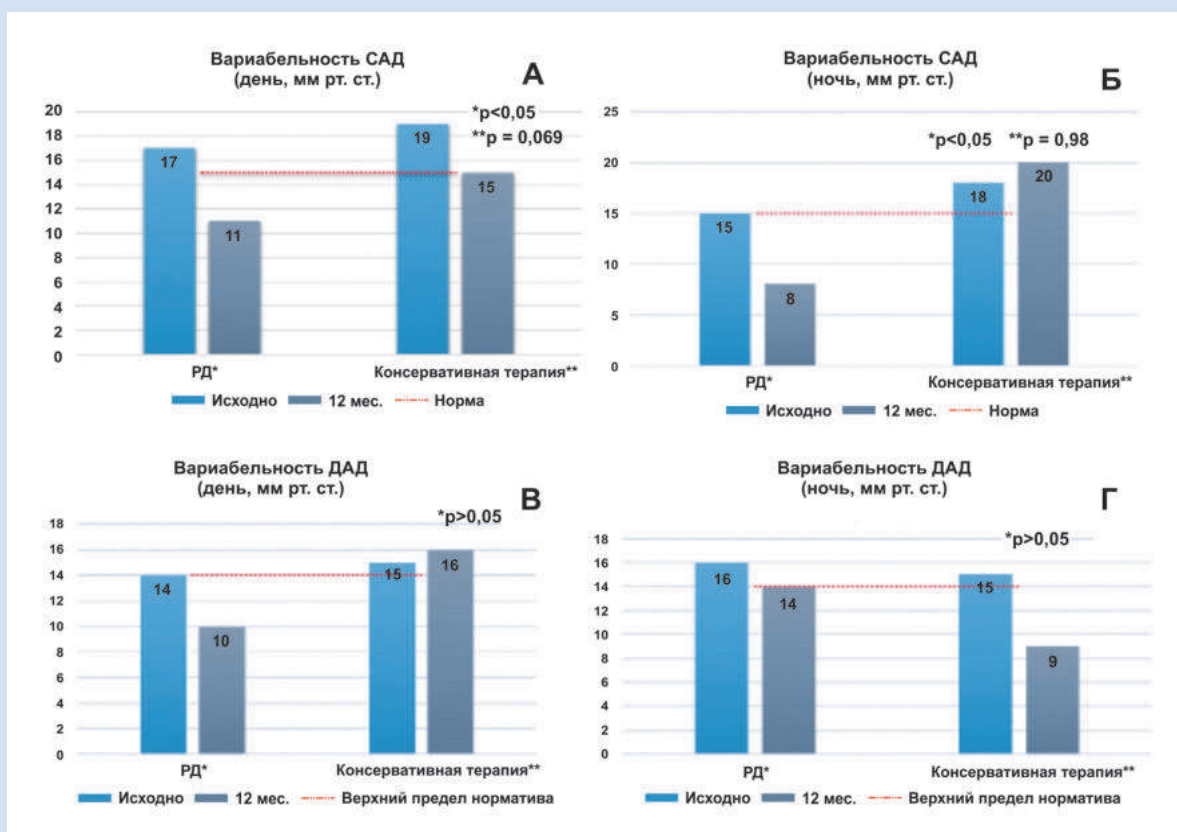 Вариабельность САД
(день, мм рт. ст.)
А
*p<0,05
**p = 0,069
20
18
16
14
12
10
8
6
4
2
0
17
11
19
15
РД*
Консервативная терапия**
Исходно
12 мес.
Норма
Вариабельность САД
(ночь, мм рт. ст.)
Б
*p<0,05 **p = 0,98
25
20
15
10
5
0
15
8
18
20
РД*
Консервативная терапия**
Исходно
12 мес.
Норма
Вариабельность ДАД
(день, мм рт. ст.)
В
*p>0,05
18
16
14
12
10
8
6
4
2
0
14
10
15
16
РД*
Консервативная терапия**
Исходно
12 мес.
Верхний предел норматива
Вариабельность ДАД
(ночь, мм рт. ст.)
Г
*p>0,05
18
16
14
12
10
8
6
4
2
0
16
14
15
9
РД*
Консервативная терапия**
Исходно
12 мес.
Верхний предел норматива